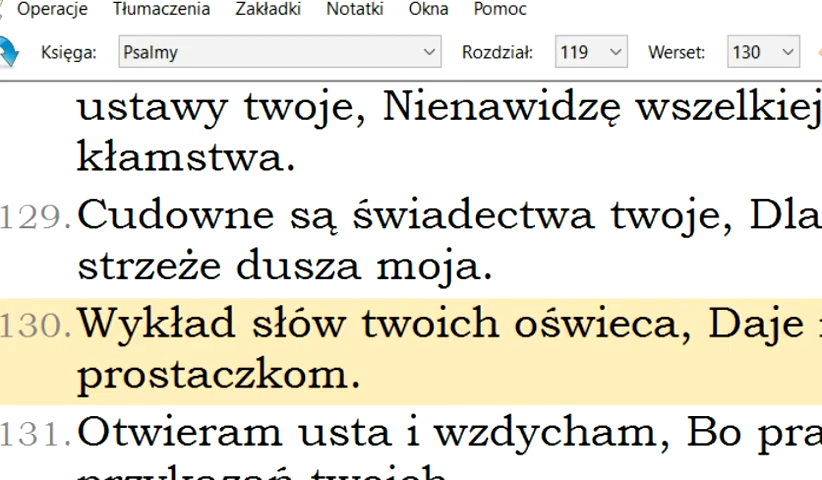 Operacje Tłumaczenia Zakładki Notatki Okna Pomoc
Księga: Psalmy Rozdział: 119 Werset: 130
ustawy twoje, Nienawidzę wszelkiej
kłamstwa.
129. Cudowne są świadectwa twoje, Dla
strzeże dusza moja.
130. Wykład słów twoich oświeca, Daje
prostaczkom.
131. Otwieram usta i wzdycham, Bo
przykazań twoich